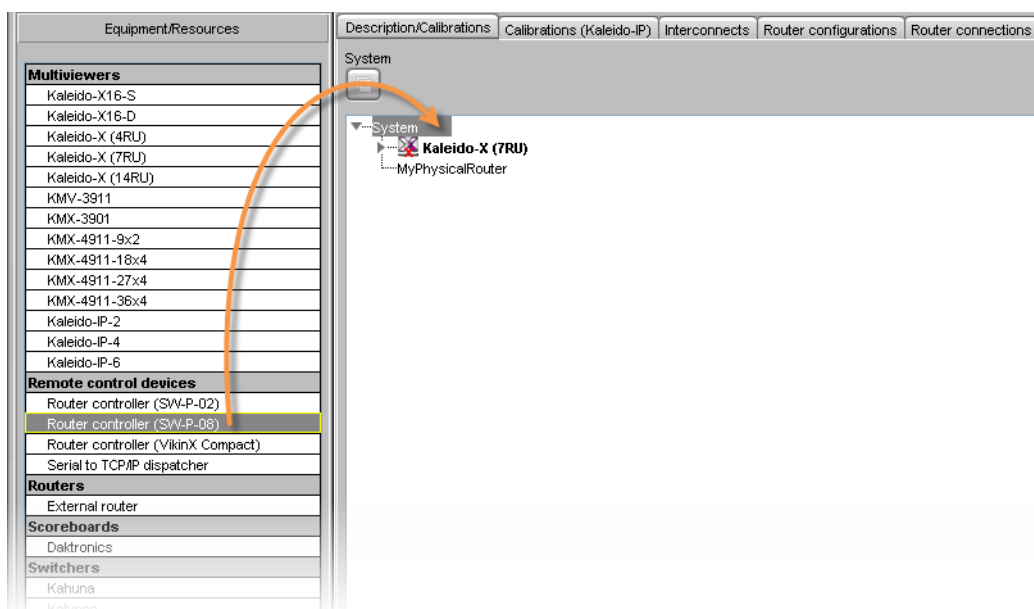 Equipment/Resources
Multiviewers
Kaleido-X16-S
Kaleido-X16-D
Kaleido-X (4RU)
Kaleido-X (7RU)
Kaleido-X (14RU)
KMV-3911
KMX-3901
KMX-4911-9x2
KMX-4911-18x4
KMX-4911-27x4
KMX-4911-36x4
Kaleido-IP-2
Kaleido-IP-4
Kaleido-IP-6
Remote control devices
Router controller (SW-P-02)
Router controller (SW-P-08)
Router controller (VikinX Compact)
Serial to TCP/IP dispatcher
Routers
External router
Scoreboards
Daktronics
Switchers
Kahuna
Description/Calibrations Calibrations (Kaleido-IP) Interconnects Router configurations Router connections
System
System
Kaleido-X (7RU)
MyPhysicalRouter